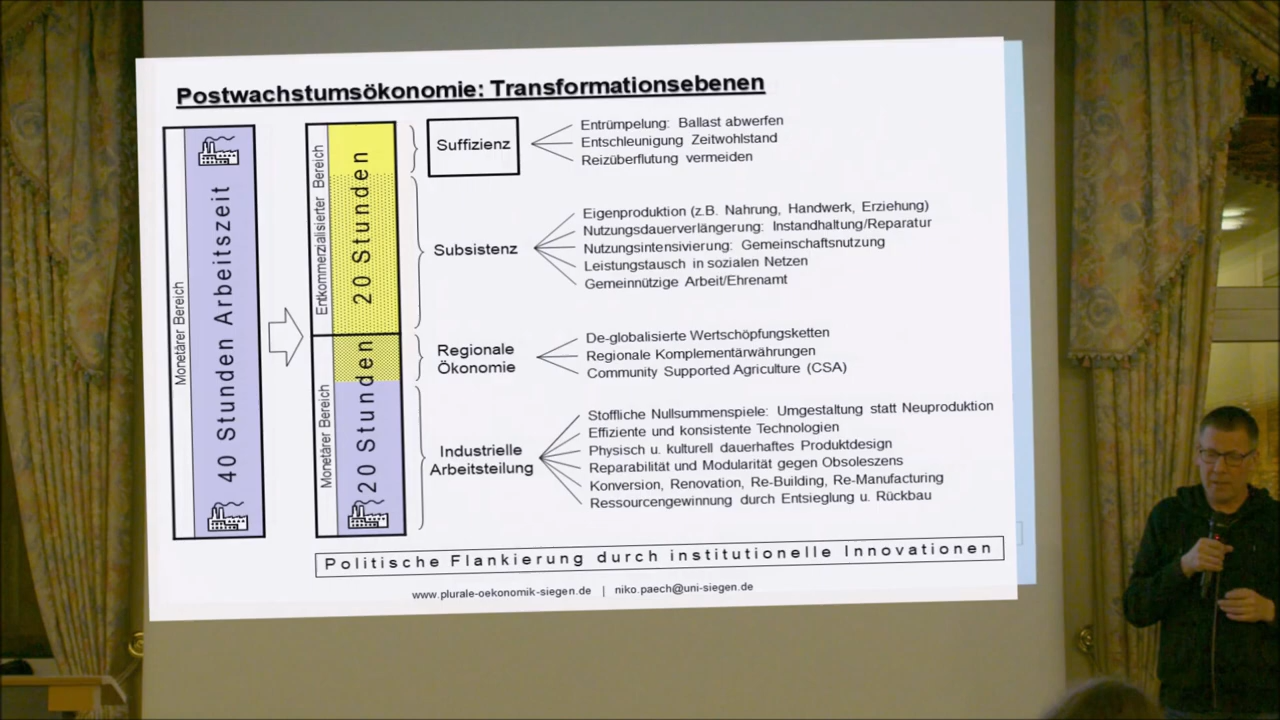 Postwachstumsökonomie: Transformationsebenen
Monetärer Bereich
40 Stunden Arbeitszeit
Entkommerzialisierter Bereich
20 Stunden
Monetärer Bereich
20 Stunden
Suffizienz
Entrümpelung: Ballast abwerfen
Entschleunigung Zeitwohlstand
Reizüberflutung vermeiden
Subsistenz
Eigenproduktion (z.B. Nahrung, Handwerk, Erziehung)
Nutzungsdauerverlängerung: Instandhaltung/Reparatur
Nutzungsintensivierung: Gemeinschaftsnutzung
Leistungstausch in sozialen Netzen
Gemeinnützige Arbeit/Ehrenamt
Regionale
Ökonomie
De-globalisierte Wertschöpfungsketten
Regionale Komplementärwährungen
Community Supported Agriculture (CSA)
Industrielle
Arbeitsteilung
Stoffliche Nullsummenspiele: Umgestaltung statt Neuproduktion
Effiziente und konsistente Technologien
Physisch u. kulturell dauerhaftes Produktdesign
Reparabilität und Modularität gegen Obsoleszens
Konversion, Renovation, Re-Building, Re-Manufacturing
Ressourcengewinnung durch Entsieglung u. Rückbau
Politische Flankierung durch institutionelle Innovationen
www.plurale-oekonomik-siegen.de | niko.paech@uni-siegen.de